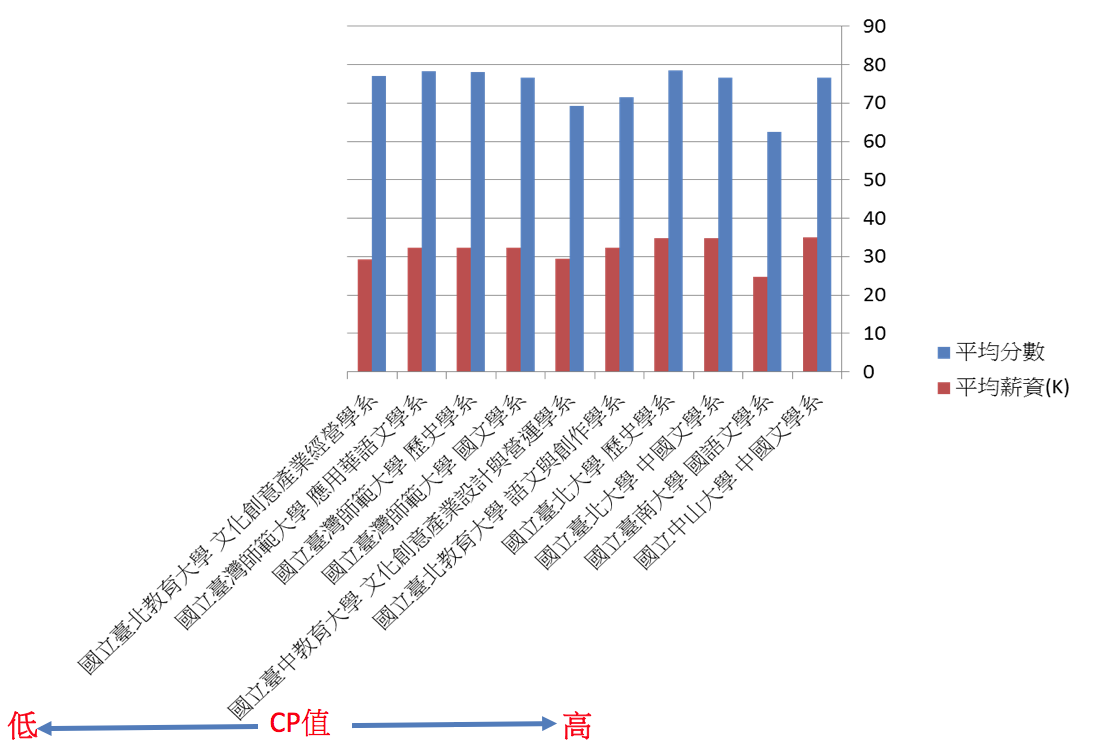 90
80
70
60
50
40
30
20
10
0
平均分數
平均薪資(K)
國立臺北教育大學 文化創意產業經營學系
國立臺灣師範大學 應用華語文學系
國立臺灣師範大學 歷史學系
國立臺灣師範大學 國文學系
國立臺中教育大學 文化創意產業設計與營運學系
國立臺北教育大學 語文與創作學系
國立臺北大學 歷史學系
國立臺北大學 中國文學系
國立臺南大學 國語文學系
國立中山大學 中國文學系
低 CP值 高